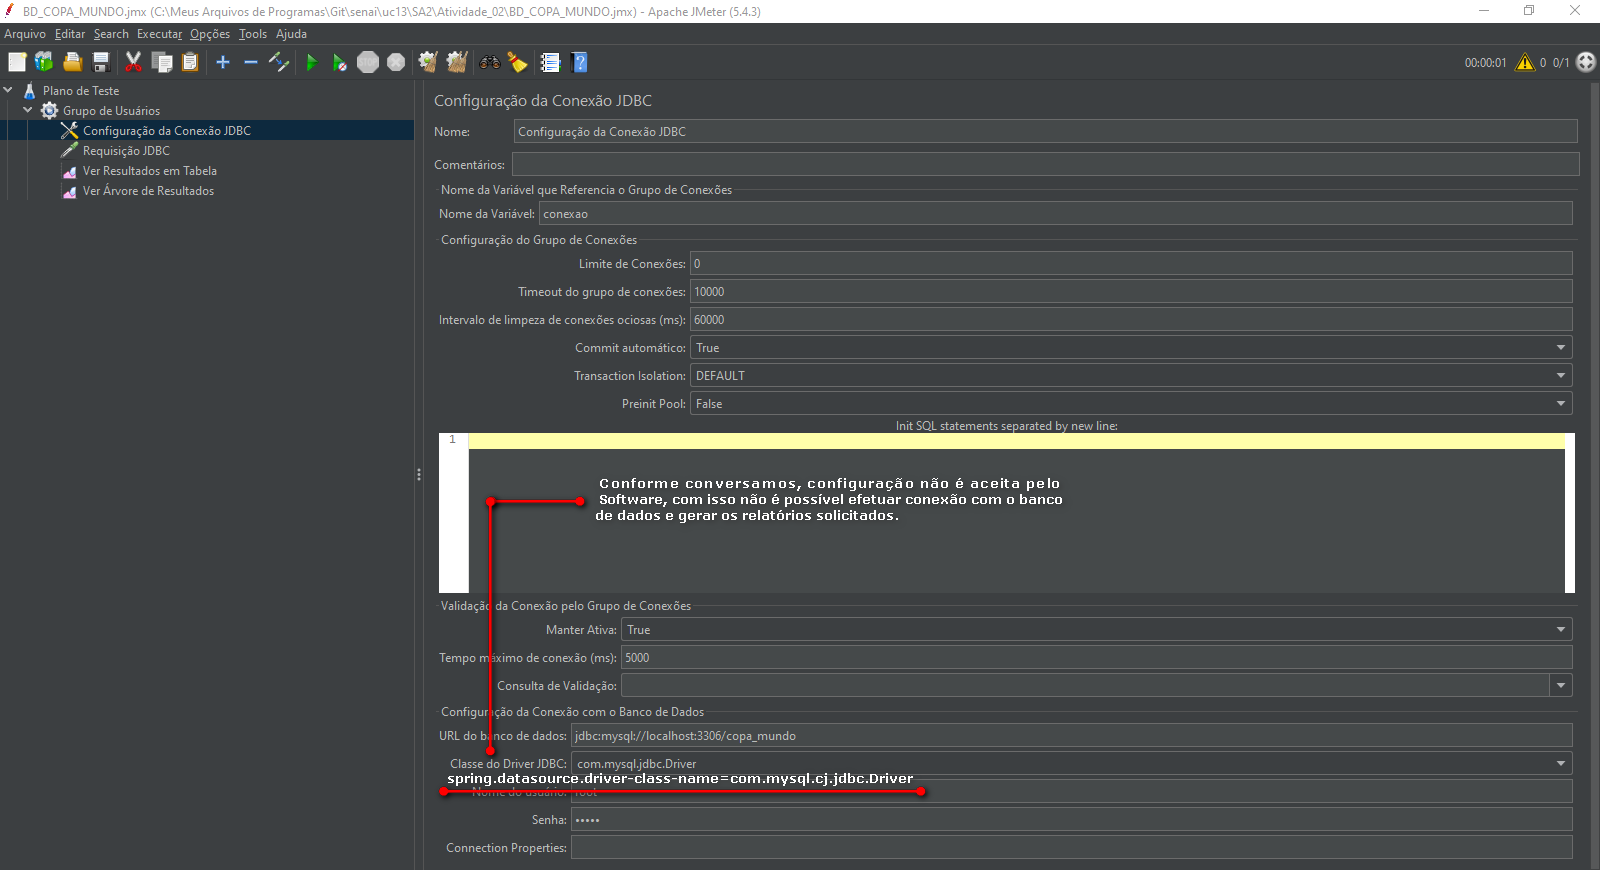 BD_COPA_MUNDO.jmx (C:\Meus Arquivos de Programas\Git\senai\uc13\SA2\Atividade_02\BD_COPA_MUNDO.jmx) - Apache JMeter (5.4.3)
Arquivo Editar Search Executar Opções Tools Ajuda
STOP
00:00:01 0 0/1
Plano de Teste
Grupo de Usuários
Configuração da Conexão JDBC
Requisição JDBC
Ver Resultados em Tabela
Ver Árvore de Resultados
Configuração da Conexão JDBC
Nome: Configuração da Conexão JDBC
Comentários:
Nome da Variável que Referencia o Grupo de Conexões
Nome da Variável: conexao
Configuração do Grupo de Conexões
Limite de Conexões: 0
Timeout do grupo de conexões: 10000
Intervalo de limpeza de conexões ociosas (ms): 60000
Commit automático: True
Transaction Isolation: DEFAULT
Preinit Pool: False
Init SQL statements separated by new line:
1
Conforme conversamos, configuração não é aceita pelo
Software, com isso não é possível efetuar conexão com o banco
de dados e gerar os relatórios solicitados.
Validação da Conexão pelo Grupo de Conexões
Manter Ativa: True
Tempo máximo de conexão (ms): 5000
Consulta de Validação:
Configuração da Conexão com o Banco de Dados
URL do banco de dados: jdbc:mysql://localhost:3306/copa_mundo
Classe do Driver JDBC: com.mysql.jdbc.Driver
spring.datasource.driver-class-name=com.mysql.cj.jdbc.Driver
Nome do usuário: root
Senha: •••••
Connection Properties: